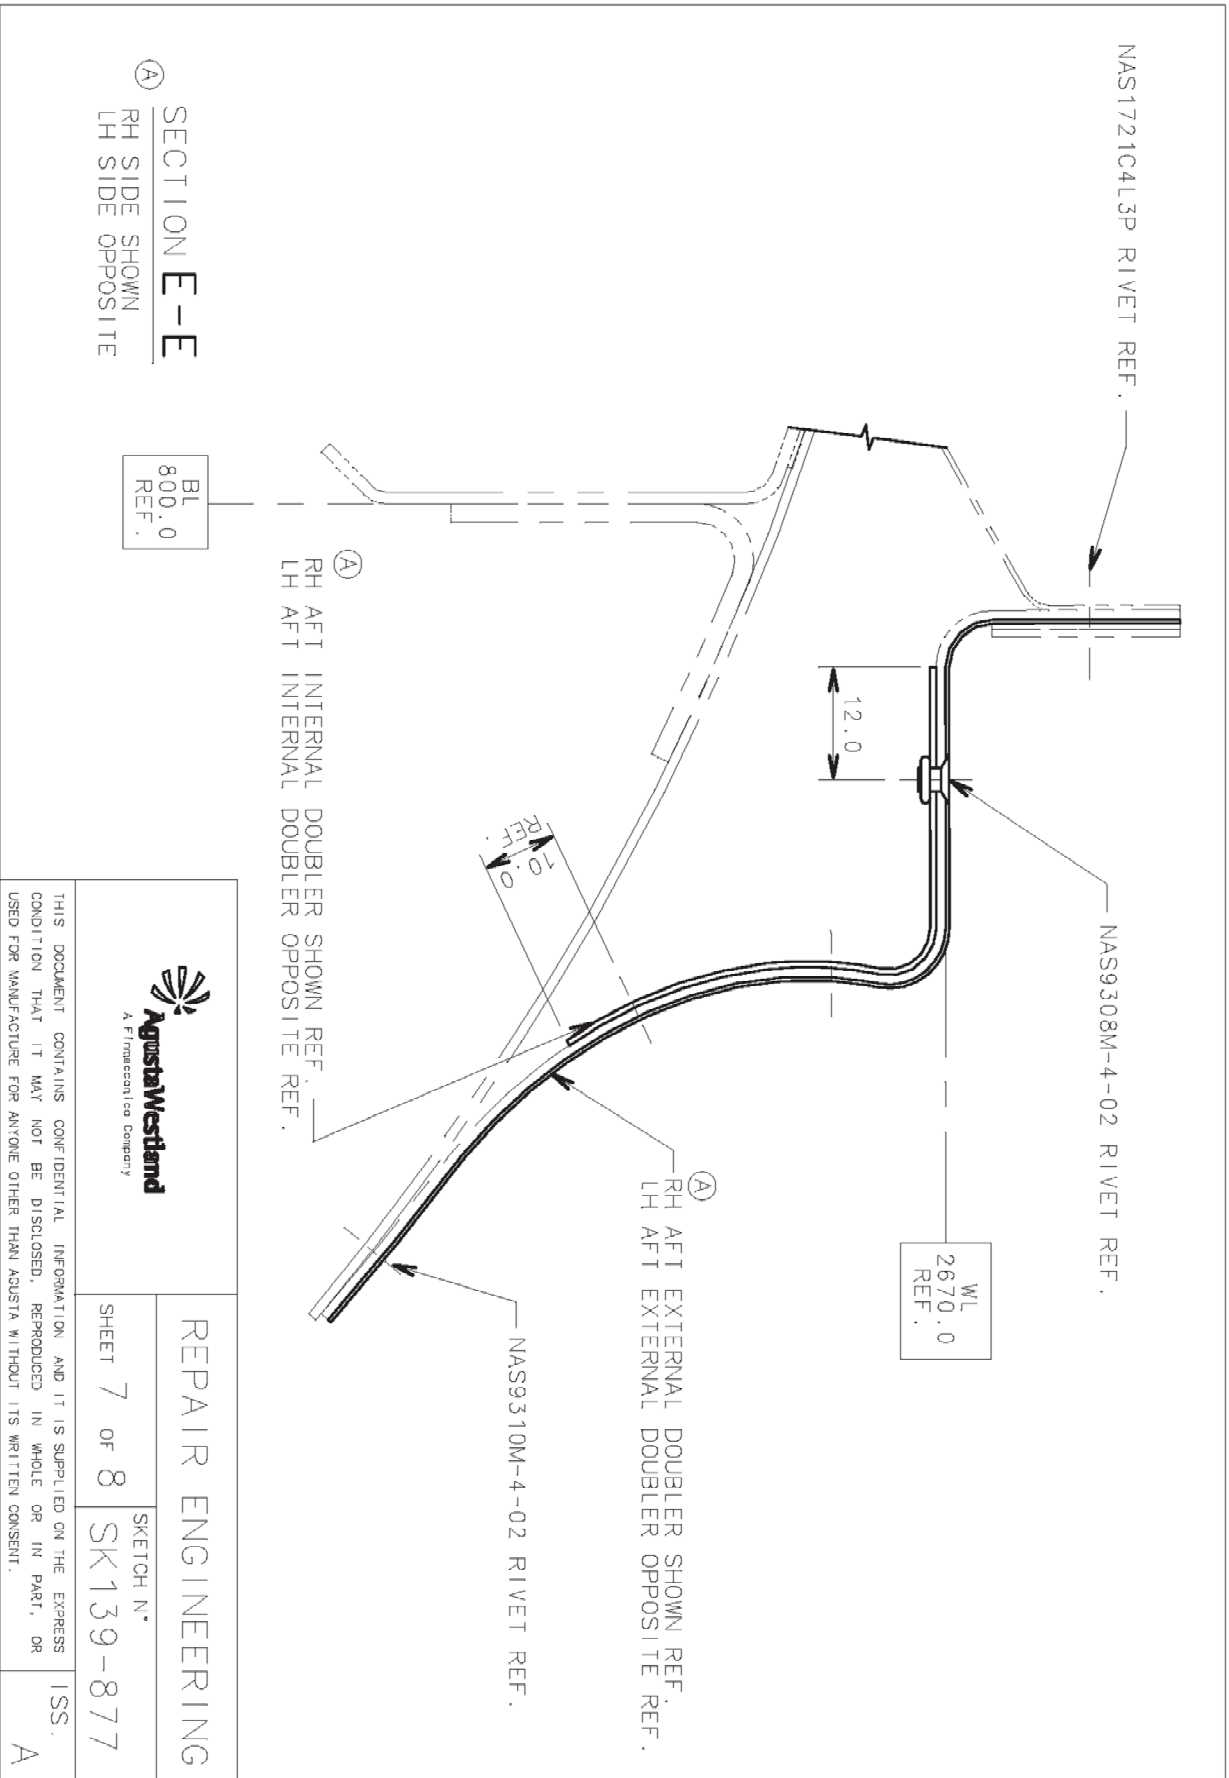 NAS1721C4L3P RIVET REF.
NAS9308M-4-02 RIVET REF.
WL
2670.0
REF.
12.0
10.0
REF.
A
RH AFT EXTERNAL DOUBLER SHOWN REF.
LH AFT EXTERNAL DOUBLER OPPOSITE REF.
NAS9310M-4-02 RIVET REF.
A
RH AFT INTERNAL DOUBLER SHOWN REF.
LH AFT INTERNAL DOUBLER OPPOSITE REF.
BL
800.0
REF.
A
SECTION E-E
RH SIDE SHOWN
LH SIDE OPPOSITE
AgustaWestland
A Finmeccanica Company
REPAIR ENGINEERING
SHEET 7 OF 8
SKETCH N°
SK139-877
THIS DOCUMENT CONTAINS CONFIDENTIAL INFORMATION AND IT IS SUPPLIED ON THE EXPRESS
CONDITION THAT IT MAY NOT BE DISCLOSED, REPRODUCED IN WHOLE OR IN PART, OR
USED FOR MANUFACTURE FOR ANYONE OTHER THAN AGUSTA WITHOUT ITS WRITTEN CONSENT.
ISS.
A